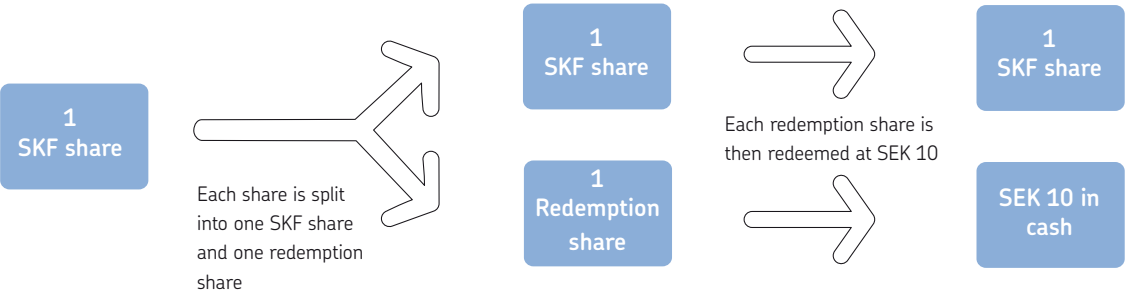 1
SKF share
Each share is split
into one SKF share
and one redemption
share
1
SKF share
1
Redemption
share
Each redemption share is
then redeemed at SEK 10
1
SKF share
SEK 10 in
cash